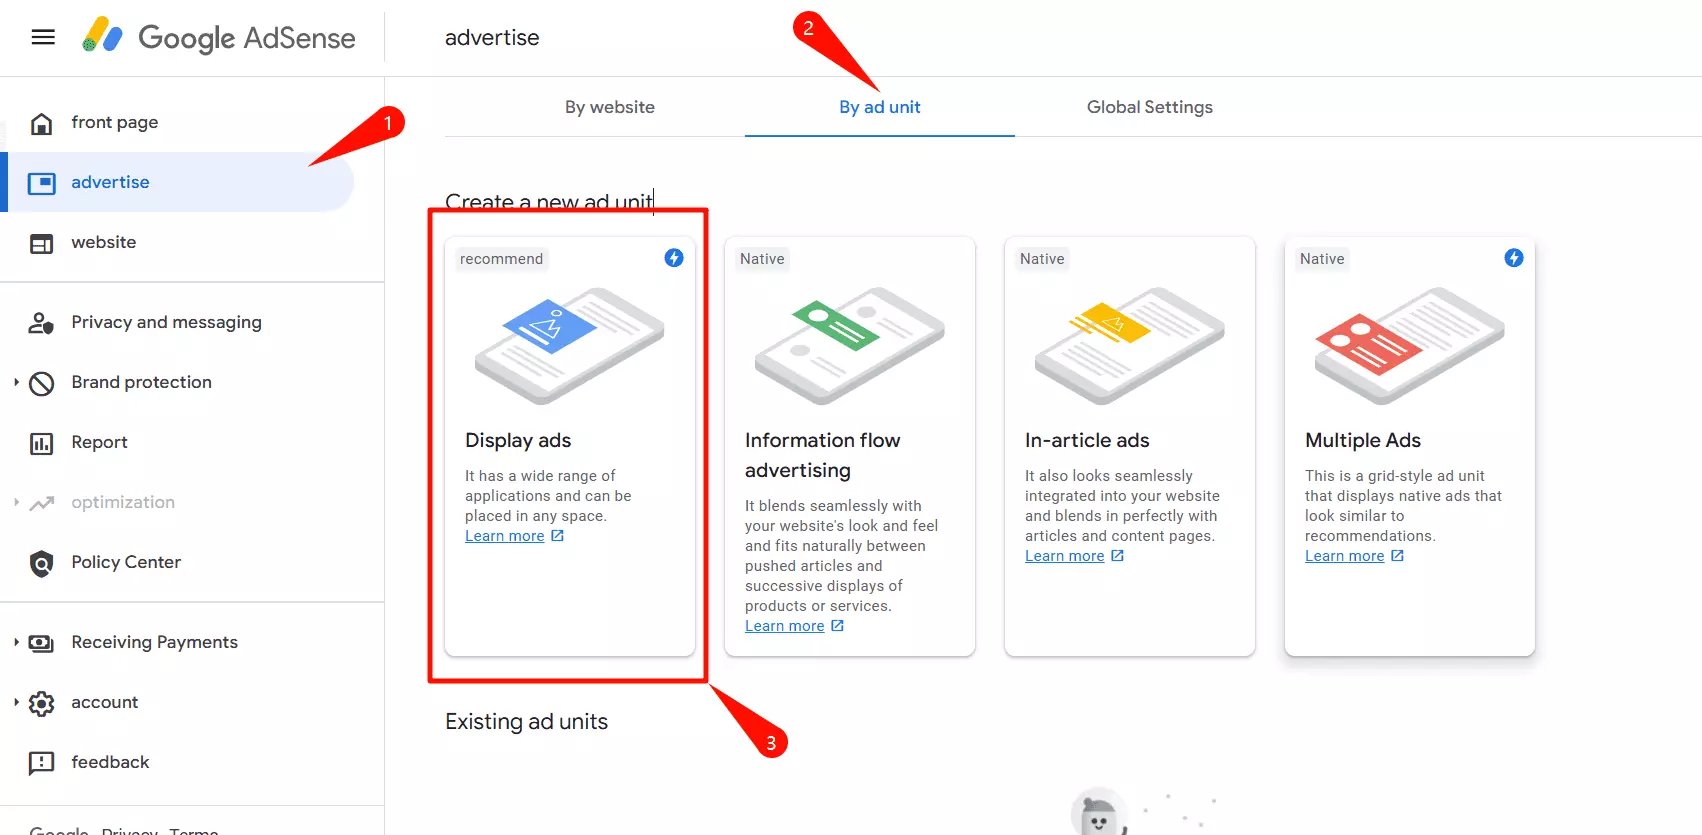 Google AdSense
advertise
2
1
front page
advertise
website
Privacy and messaging
Brand protection
Report
optimization
Policy Center
Receiving Payments
account
feedback
Google Privacy Terms
By website
By ad unit
Global Settings
Create a new ad unit
recommend
Display ads
It has a wide range of
applications and can be
placed in any space.
Learn more
Native
Information flow
advertising
It blends seamlessly with
your website's look and feel
and fits naturally between
pushed articles and
successive displays of
products or services.
Learn more
Native
In-article ads
It also looks seamlessly
integrated into your website
and blends in perfectly with
articles and content pages.
Learn more
Native
Multiple Ads
This is a grid-style ad unit
that displays native ads that
look similar to
recommendations.
Learn more
3
Existing ad units